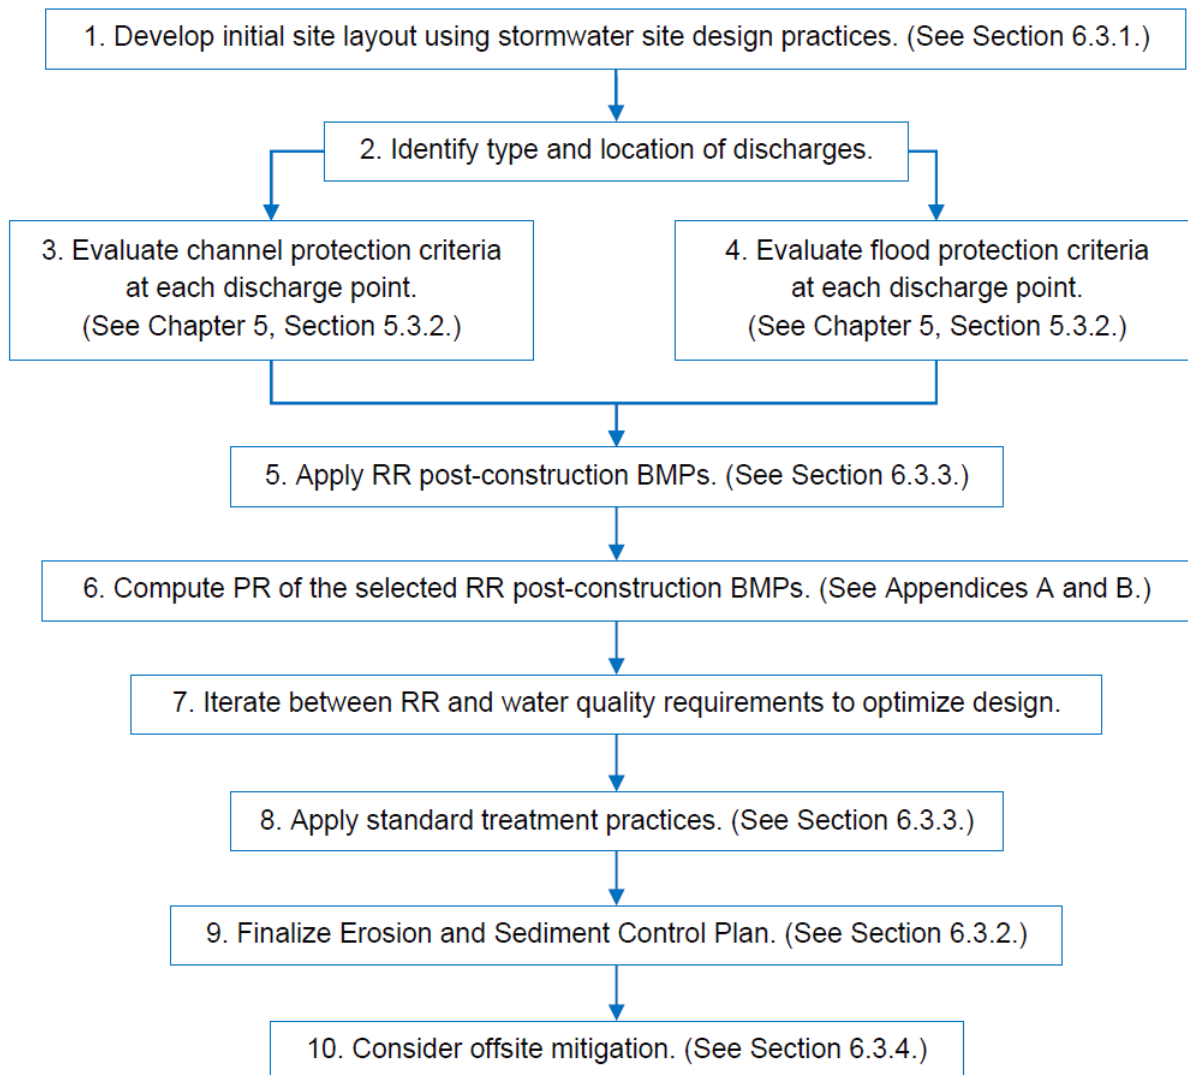 1. Develop initial site layout using stormwater site design practices. (See Section 6.3.1.)
2. Identify type and location of discharges.
3. Evaluate channel protection criteria
at each discharge point.
(See Chapter 5, Section 5.3.2.)
4. Evaluate flood protection criteria
at each discharge point.
(See Chapter 5, Section 5.3.2.)
5. Apply RR post-construction BMPs. (See Section 6.3.3.)
6. Compute PR of the selected RR post-construction BMPs. (See Appendices A and B.)
7. Iterate between RR and water quality requirements to optimize design.
8. Apply standard treatment practices. (See Section 6.3.3.)
9. Finalize Erosion and Sediment Control Plan. (See Section 6.3.2.)
10. Consider offsite mitigation. (See Section 6.3.4.)